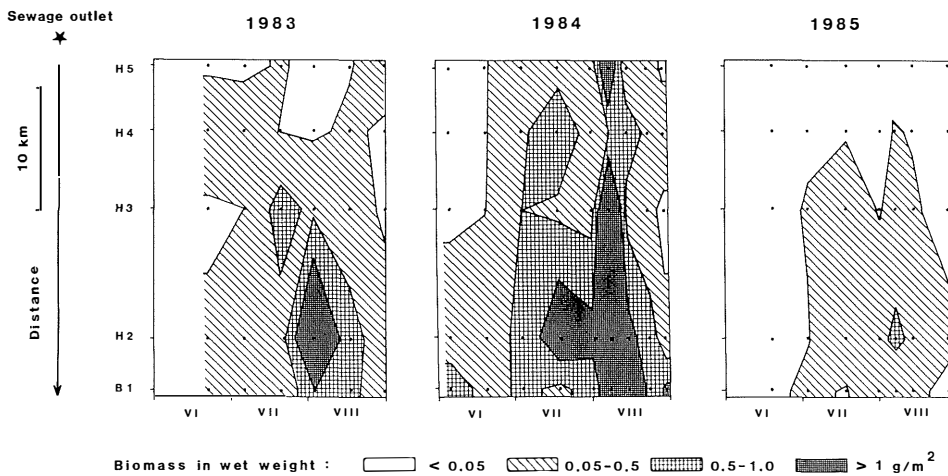 Sewage outlet
1983
1984
1985
H5
H4
10 km
H3
Distance
H2
B1
VI VII VIII
VI VII VIII
VI VII VIII
Biomass in wet weight : < 0.05 0.05-0.5 0.5-1.0 > 1 g/m²